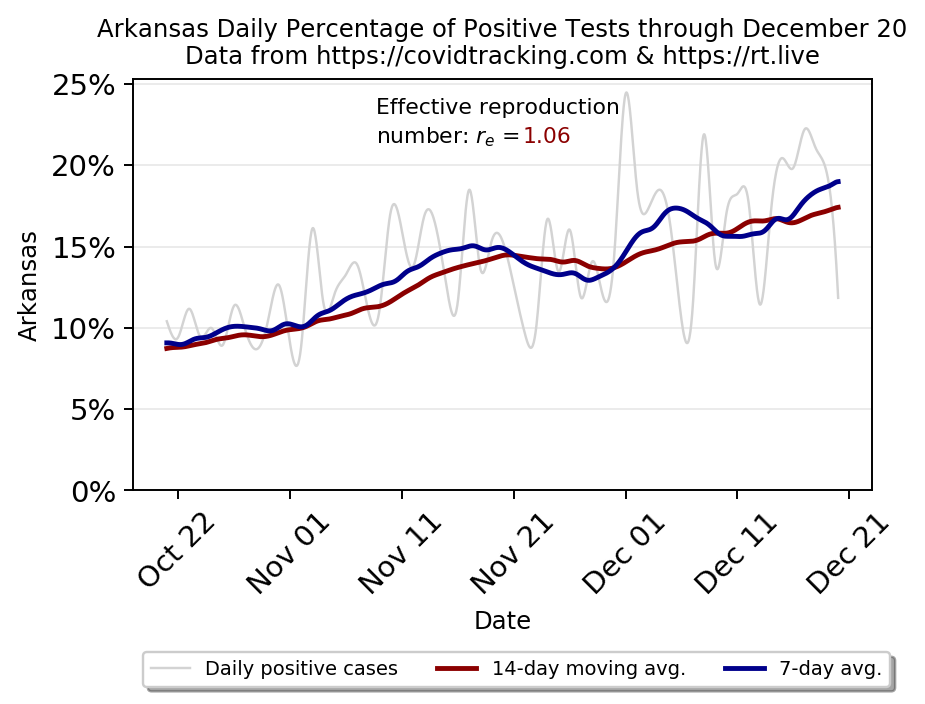 Arkansas Daily Percentage of Positive Tests through December 20
Data from https://covidtracking.com & https://rt.live
25%
Effective reproduction
number: rₑ =1.06
20%
15%
10%
5%
0%
Arkansas
Oct 22
Nov 01
Nov 11
Nov 21
Dec 01
Dec 11
Dec 21
Date
Daily positive cases
14-day moving avg.
7-day avg.